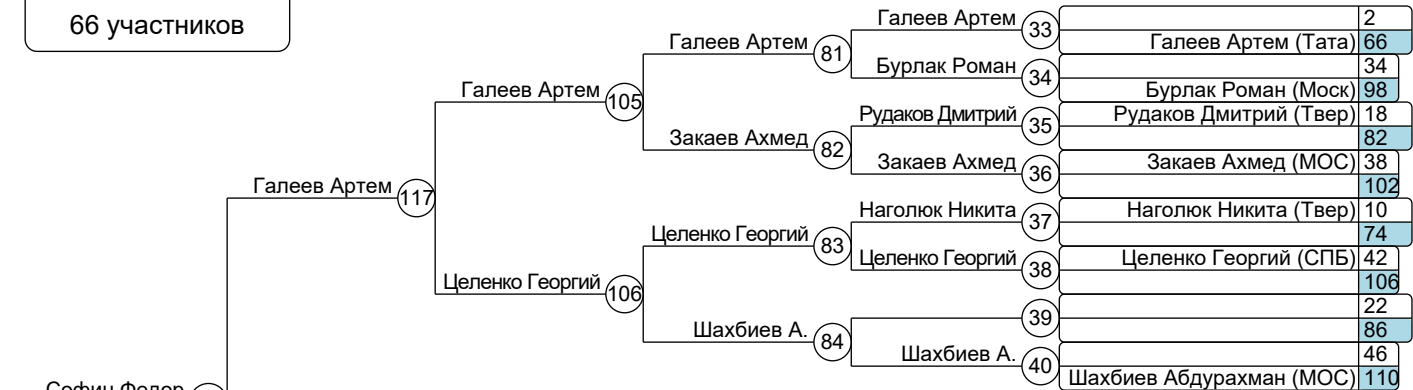 66 участников
Галеев Артем 33 2
Галеев Артем 81 Галеев Артем (Тата) 66
Бурлак Роман 34 34
Галеев Артем 105 Бурлак Роман (Моск) 98
Рудаков Дмитрий 35 Рудаков Дмитрий (Твер) 18
Закаев Ахмед 82 82
Закаев Ахмед 36 Закаев Ахмед (МОС) 38
Галеев Артем 117 102
Наголюк Никита 37 Наголюк Никита (Твер) 10
Целенко Георгий 83 74
Целенко Георгий 38 Целенко Георгий (СПБ) 42
Целенко Георгий 106 106
39 22
Шахбиев А. 84 86
Шахбиев А. 40 46
Шахбиев Абдурахман (МОС) 110